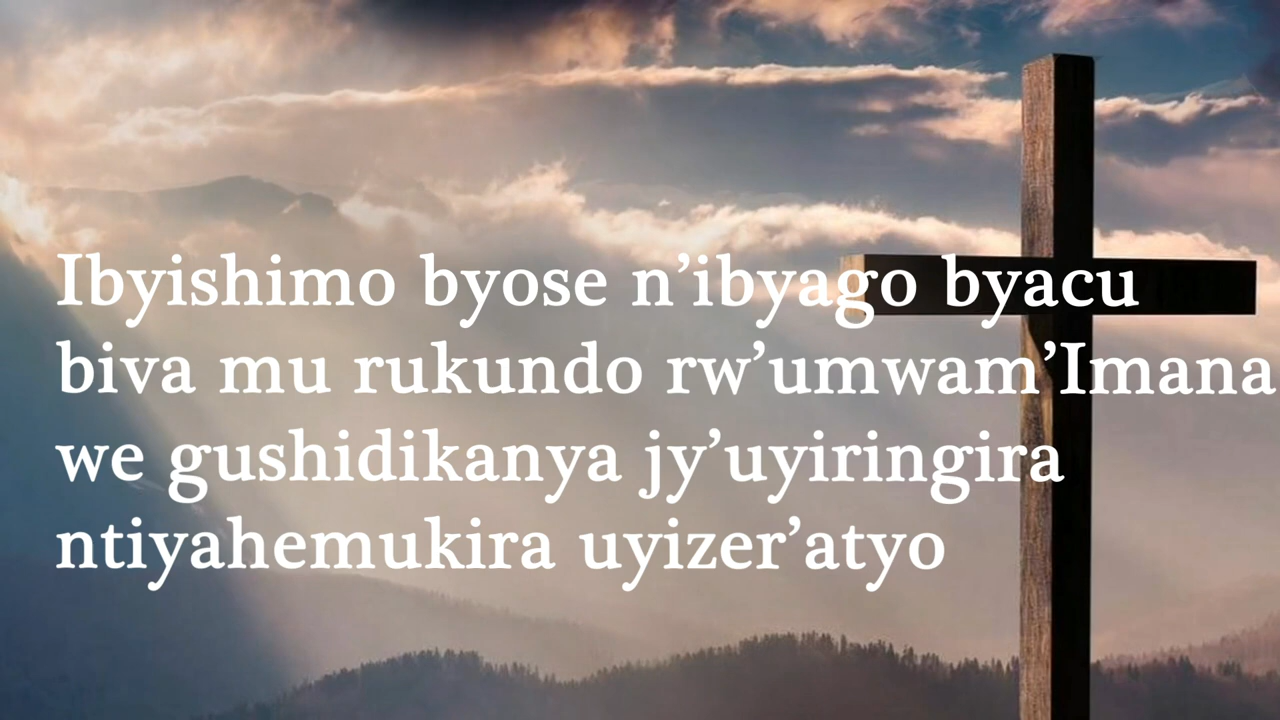 Ibyishimo byose n’ibyago byacu
biva mu rukundo rw’umwam’Imana
we gushidikanya jy’uyiringira
ntiyahemukira uyizer’atyo